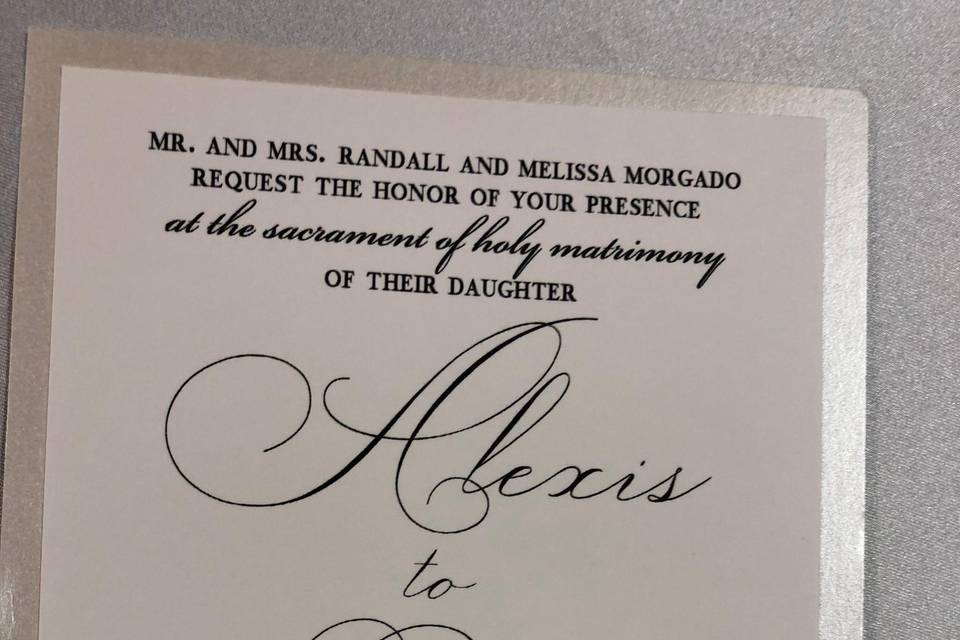 MR. AND MRS. RANDALL AND MELISSA MORGADO
REQUEST THE HONOR OF YOUR PRESENCE
at the sacrament of holy matrimony
OF THEIR DAUGHTER
Alexis
to